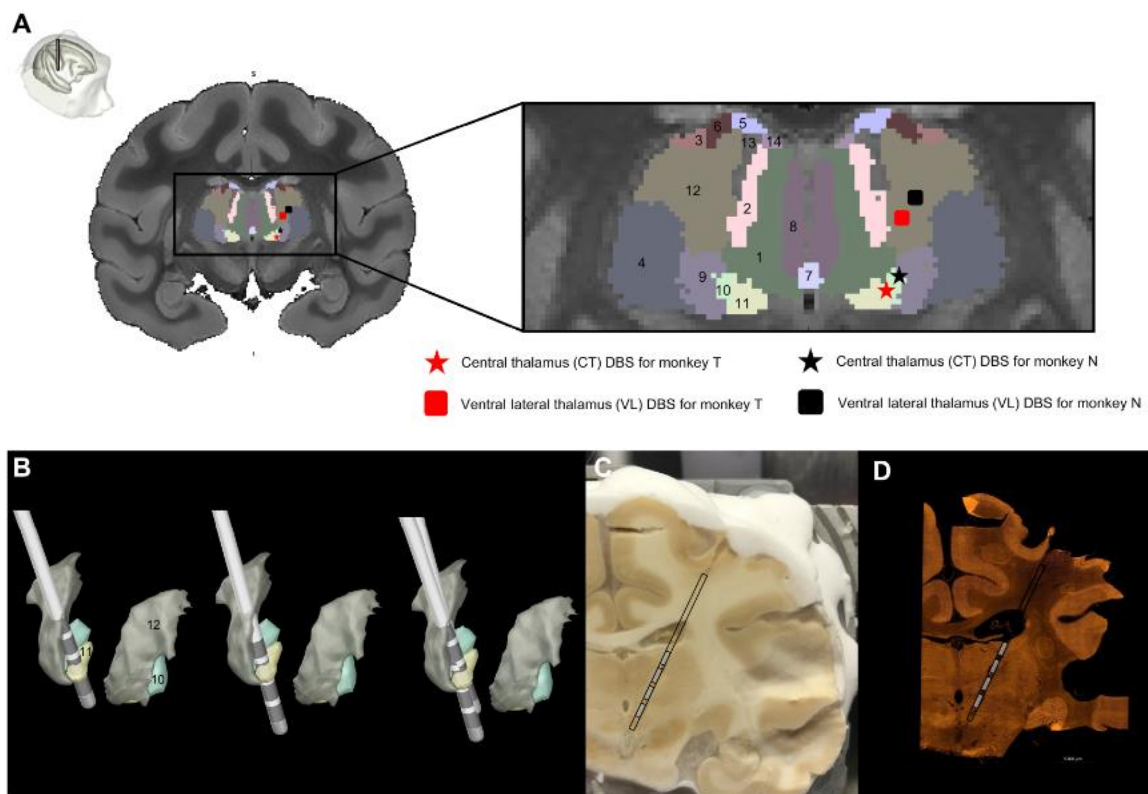 A
s
i
6 5
3 13 14
12
2
8
4
1
9 7
10
11
Central thalamus (CT) DBS for monkey T
Central thalamus (CT) DBS for monkey N
Ventral lateral thalamus (VL) DBS for monkey T
Ventral lateral thalamus (VL) DBS for monkey N
B
C
D
12
11
10